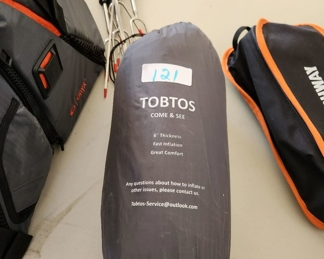 121
TOBTOS
COME & SEE
6" Thickness
Fast Inflation
Great Comfort
Any questions about how to inflate or
other issues, please contact us.
Tobtos-Service@outlook.com